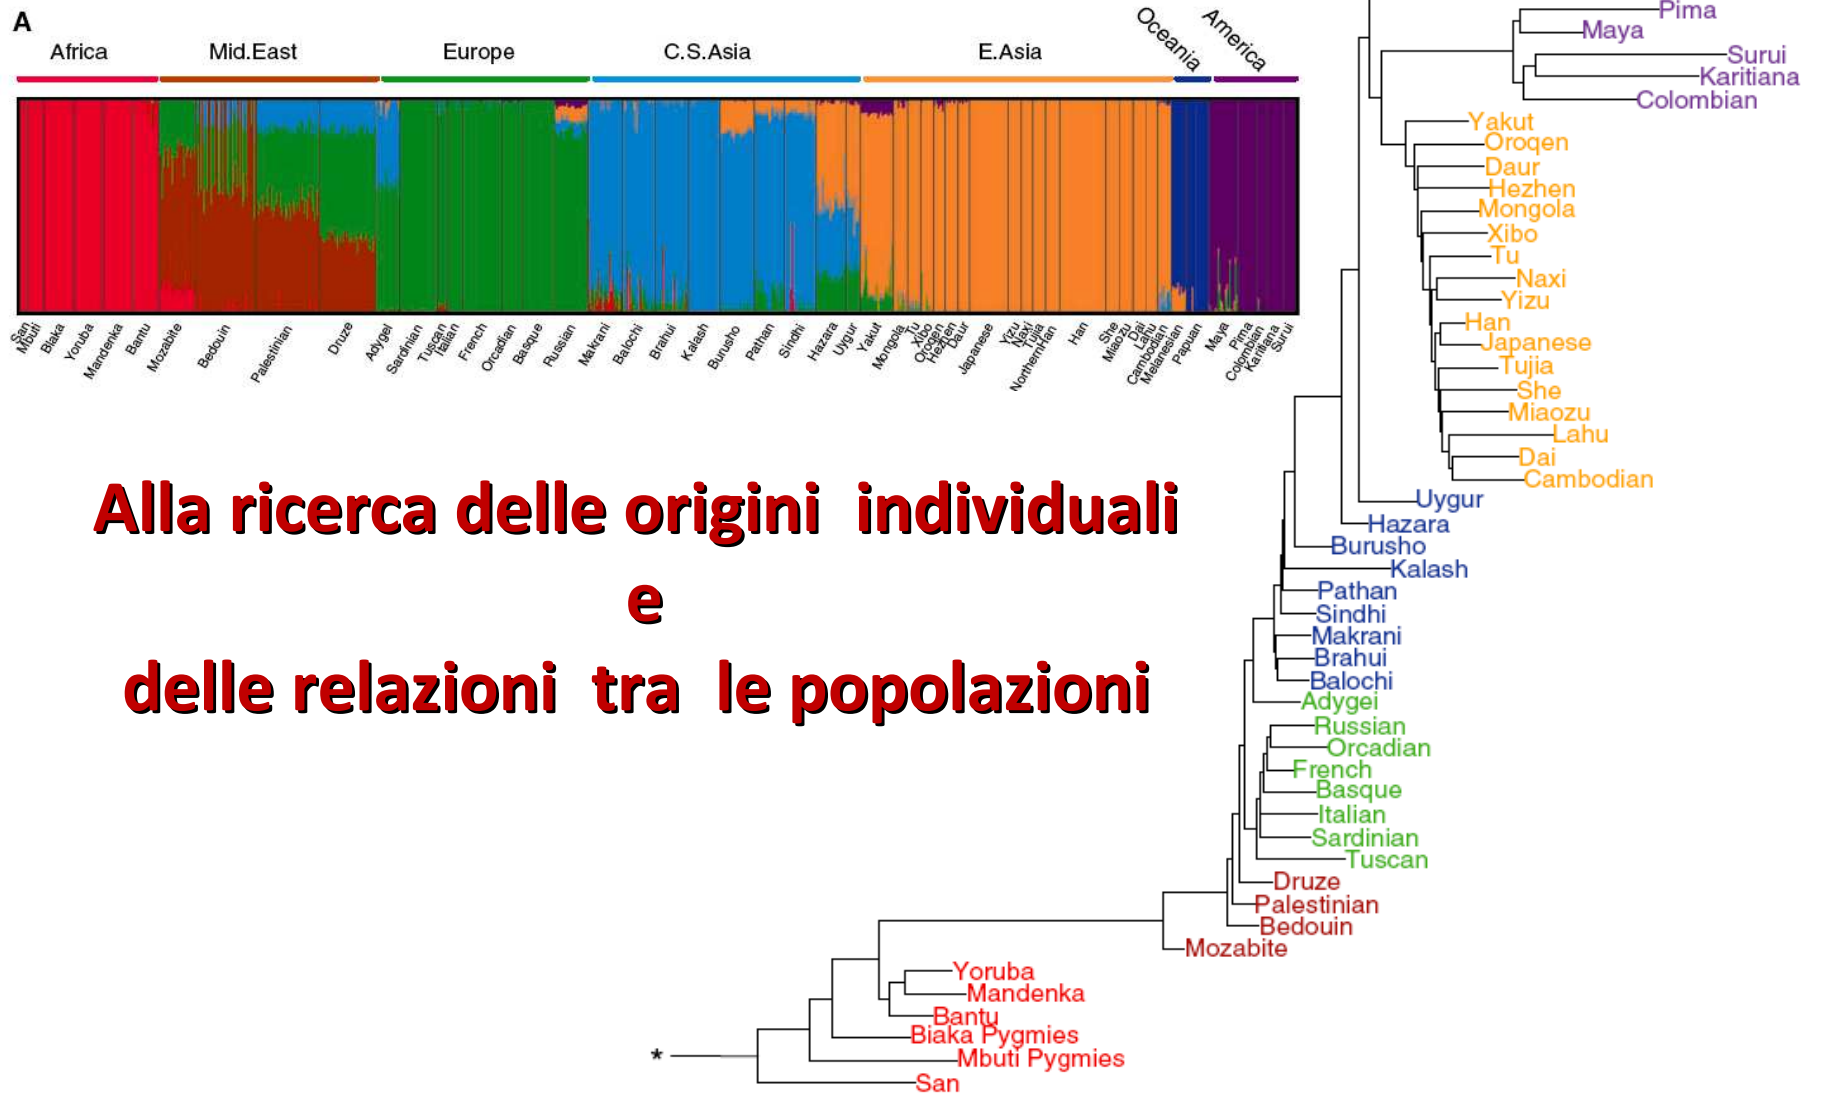 A
Africa
Mid.East
Europe
C.S.Asia
E.Asia
Oceania
America
San
Mbuti
Biaka
Yoruba
Mandenka
Bantu
Mozabite
Bedouin
Palestinian
Druze
Adygei
Sardinian
Tuscan
Italian
French
Orcadian
Basque
Russian
Makrani
Balochi
Brahui
Kalash
Burusho
Pathan
Sindhi
Hazara
Uygur
Yakut
Mongola
Tu
Xibo
Oroqen
Hezhen
Daur
Japanese
Yizu
Naxi
Tujia
NorthernHan
Han
She
Miaozu
Dai
Lahu
Cambodian
Melanesian
Papuan
Maya
Pima
Colombian
Karitiana
Surui
Alla ricerca delle origini individuali
e
delle relazioni tra le popolazioni
Pima
Maya
Surui
Karitiana
Colombian
Yakut
Oroqen
Daur
Hezhen
Mongola
Xibo
Tu
Naxi
Yizu
Han
Japanese
Tujia
She
Miaozu
Lahu
Dai
Cambodian
Uygur
Hazara
Burusho
Kalash
Pathan
Sindhi
Makrani
Brahui
Balochi
Adygei
Russian
Orcadian
French
Basque
Italian
Sardinian
Tuscan
Druze
Palestinian
Bedouin
Mozabite
Yoruba
Mandenka
Bantu
Biaka Pygmies
Mbuti Pygmies
*
San